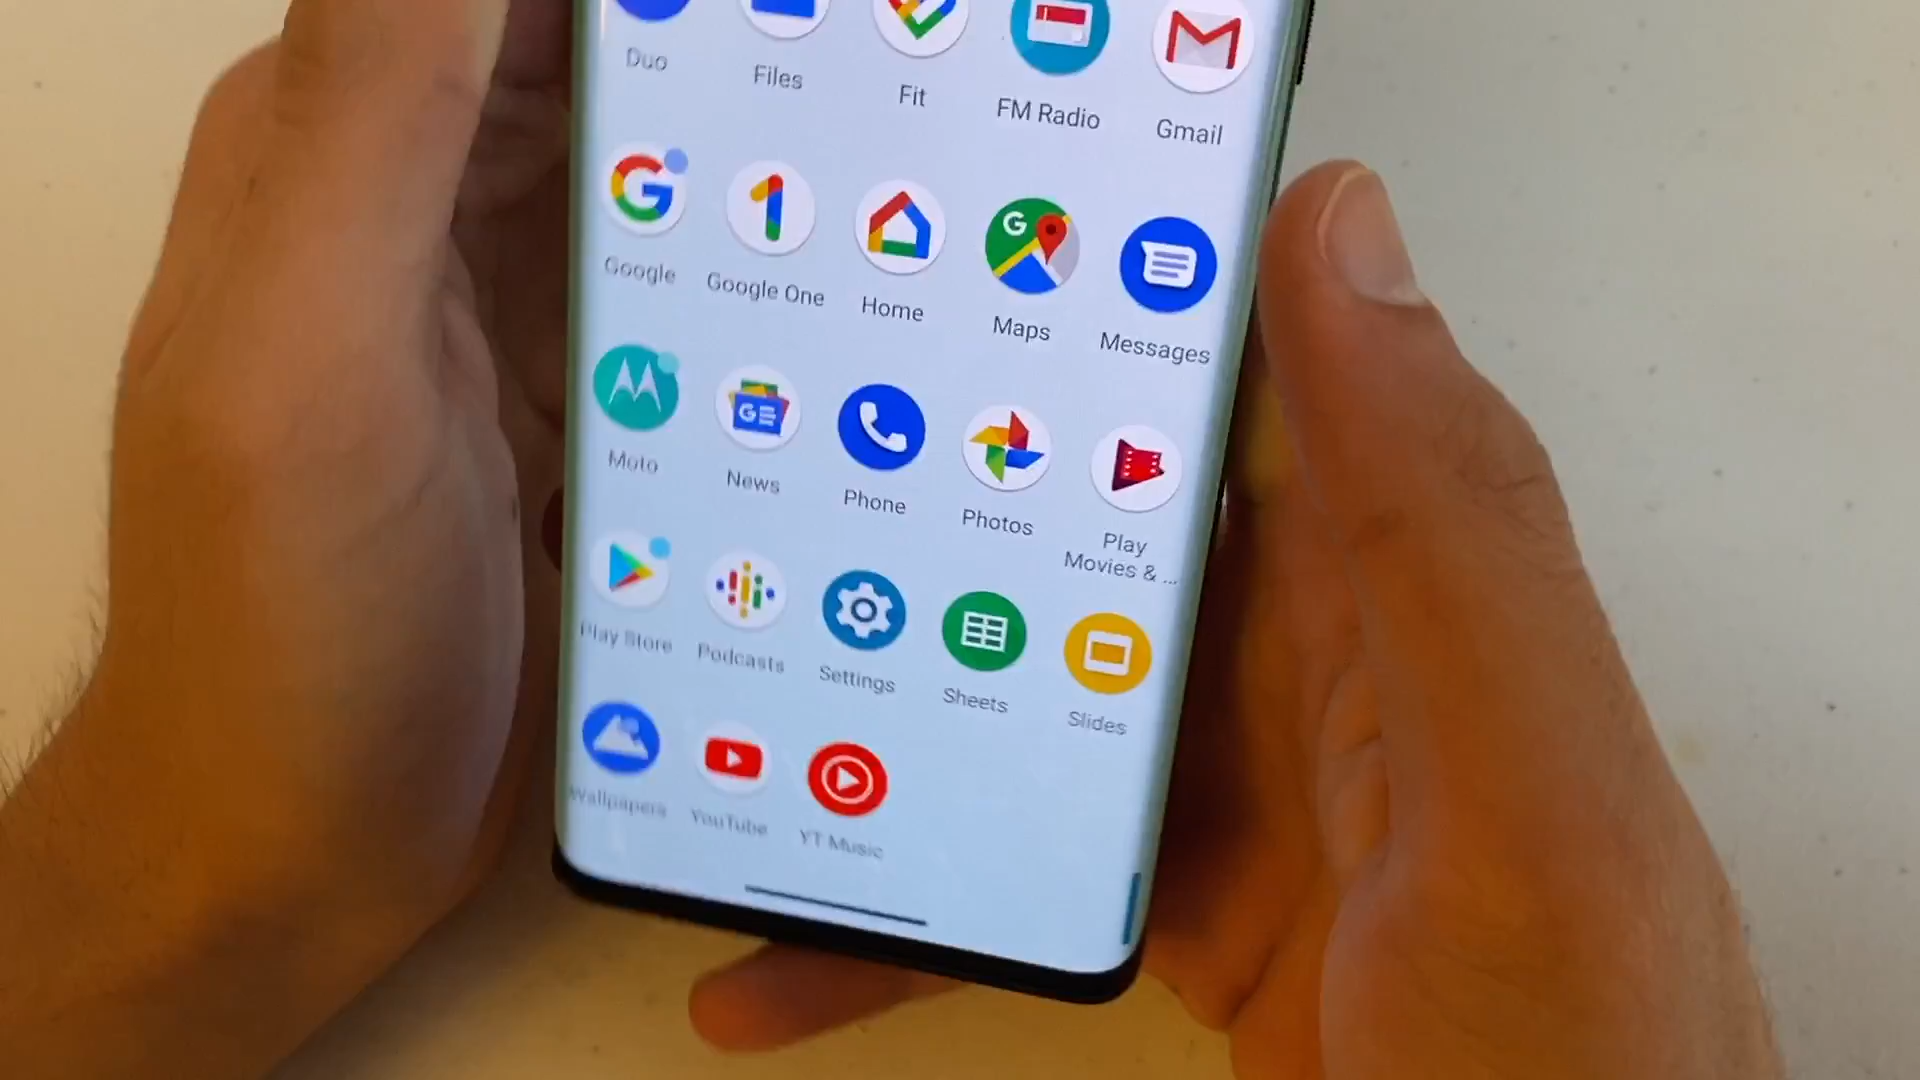 Duo
Files
Fit
FM Radio
Gmail
Google
Google One
Home
Maps
Messages
Moto
News
Phone
Photos
Play
Movies & ...
Play Store
Podcasts
Settings
Sheets
Slides
Wallpapers
YouTube
YT Music